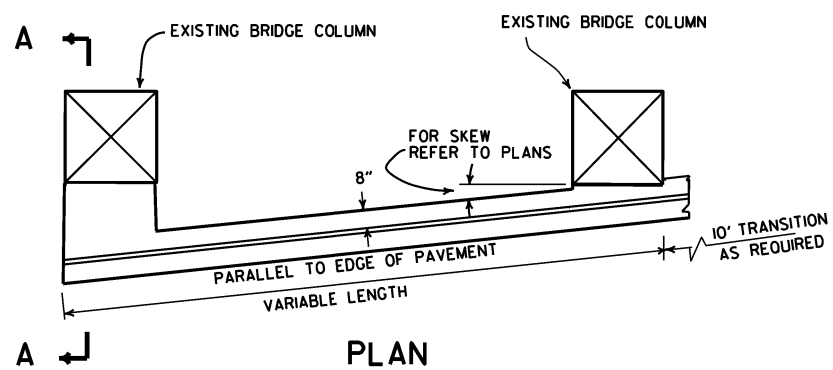 EXISTING BRIDGE COLUMN
EXISTING BRIDGE COLUMN
A
FOR SKEW
REFER TO PLANS
8"
10' TRANSITION
AS REQUIRED
PARALLEL TO EDGE OF PAVEMENT
VARIABLE LENGTH
A
PLAN